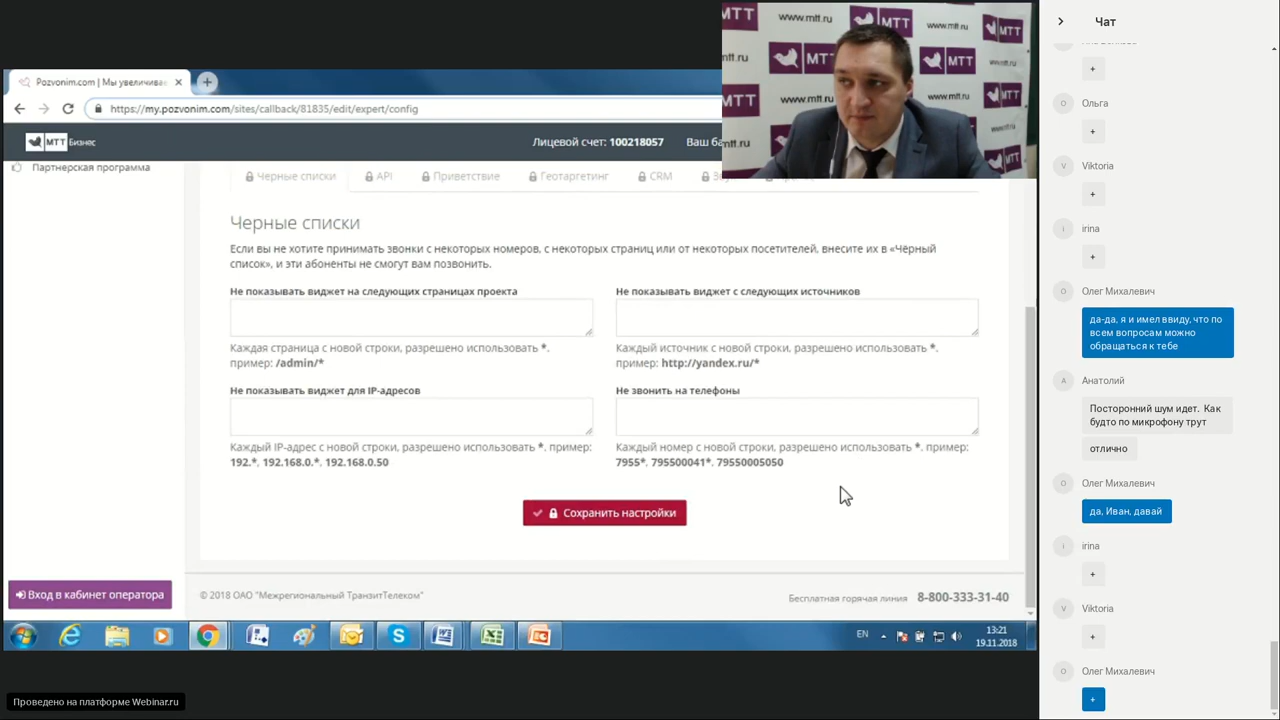 Pozvonim.com | Мы увеличива
https://my.pozvonim.com/sites/callback/81835/edit/expert/config
МТТ Бизнес
Лицевой счет: 100218057
Ваш ба
Партнерская программа
Черные списки
API
Приветствие
Геотаргетинг
CRM
Черные списки
Если вы не хотите принимать звонки с некоторых номеров, с некоторых страниц или от некоторых посетителей, внесите их в «Чёрный
список», и эти абоненты не смогут вам позвонить.
Не показывать виджет на следующих страницах проекта
Каждая страница с новой строки, разрешено использовать *.
пример: /admin/*
Не показывать виджет с следующих источников
Каждый источник с новой строки, разрешено использовать *.
пример: http://yandex.ru/*
Не показывать виджет для IP-адресов
Каждый IP-адрес с новой строки, разрешено использовать *, пример:
192.*, 192.168.0.*, 192.168.0.50
Не звонить на телефоны
Каждый номер с новой строки, разрешено использовать *. пример:
7955*, 795500041*, 79550005050
Сохранить настройки
Вход в кабинет оператора
© 2018 ОАО "Межрегиональный ТранзитТелеком"
Бесплатная горячая линия 8-800-333-31-40
EN
13:21
19.11.2018
Проведено на платформе Webinar.ru
www.mtt.ru
МТТ
www.mtt.ru
МТТ
www.mtt.ru
МТТ
Чат
+
О
Ольга
+
V
Viktoria
+
i
irina
+
О
Олег Михалевич
да-да, я и имел ввиду, что по
всем вопросам можно
обращаться к тебе
А
Анатолий
Посторонний шум идет. Как
будто по микрофону трут
отлично
О
Олег Михалевич
да, Иван, давай
i
irina
+
V
Viktoria
+
О
Олег Михалевич
+